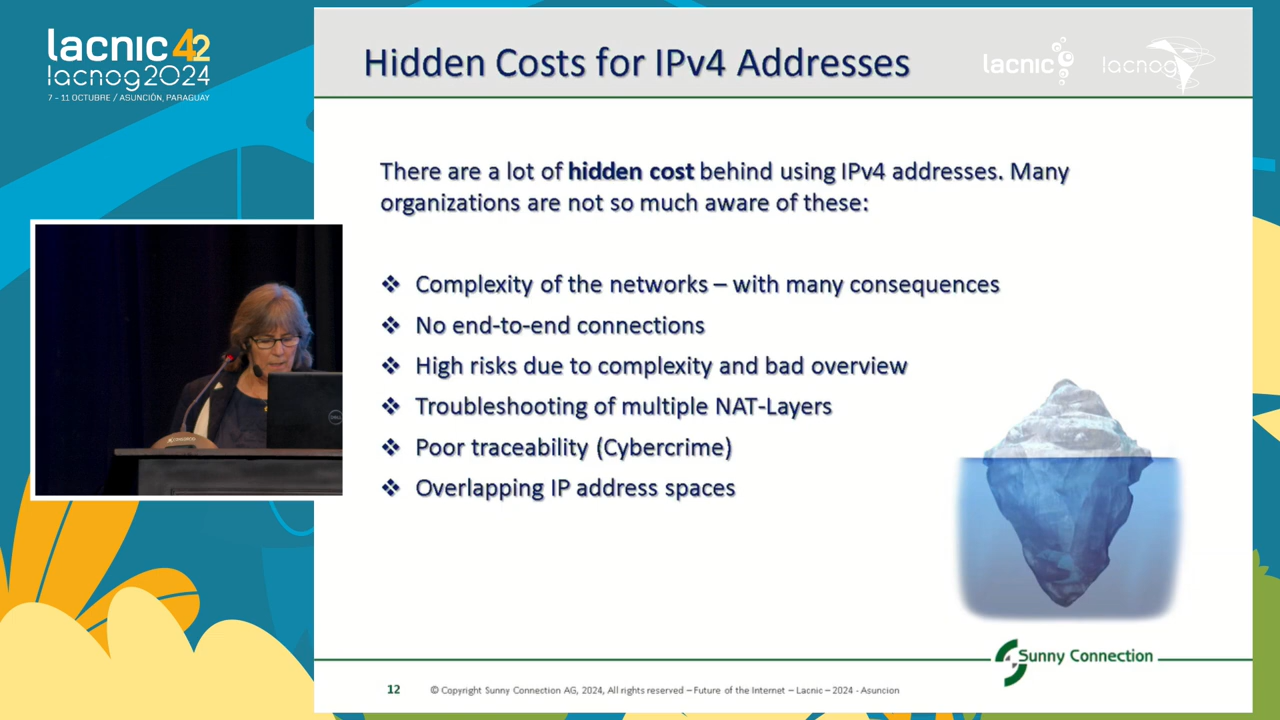 lacnic 42
lacnog2024
7 - 11 OCTUBRE / ASUNCIÓN, PARAGUAY
Hidden Costs for IPv4 Addresses
lacnic
lacnog
There are a lot of hidden cost behind using IPv4 addresses. Many
organizations are not so much aware of these:
❖ Complexity of the networks – with many consequences
❖ No end-to-end connections
❖ High risks due to complexity and bad overview
❖ Troubleshooting of multiple NAT-Layers
❖ Poor traceability (Cybercrime)
❖ Overlapping IP address spaces
DELL
Sunny Connection
12
© Copyright Sunny Connection AG, 2024, All rights reserved – Future of the Internet – Lacnic – 2024 - Asuncion